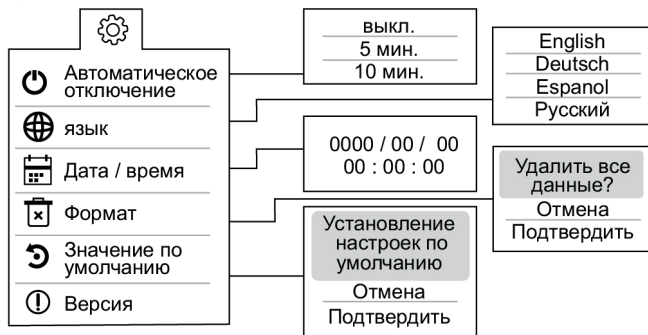 Автоматическое
отключение
язык
Дата / время
Формат
Значение по
умолчанию
Версия
выкл.
5 мин.
10 мин.
English
Deutsch
Espanol
Русский
0000 / 00 / 00
00 : 00 : 00
Удалить все
данные?
Отмена
Подтвердить
Установление
настроек по
умолчанию
Отмена
Подтвердить